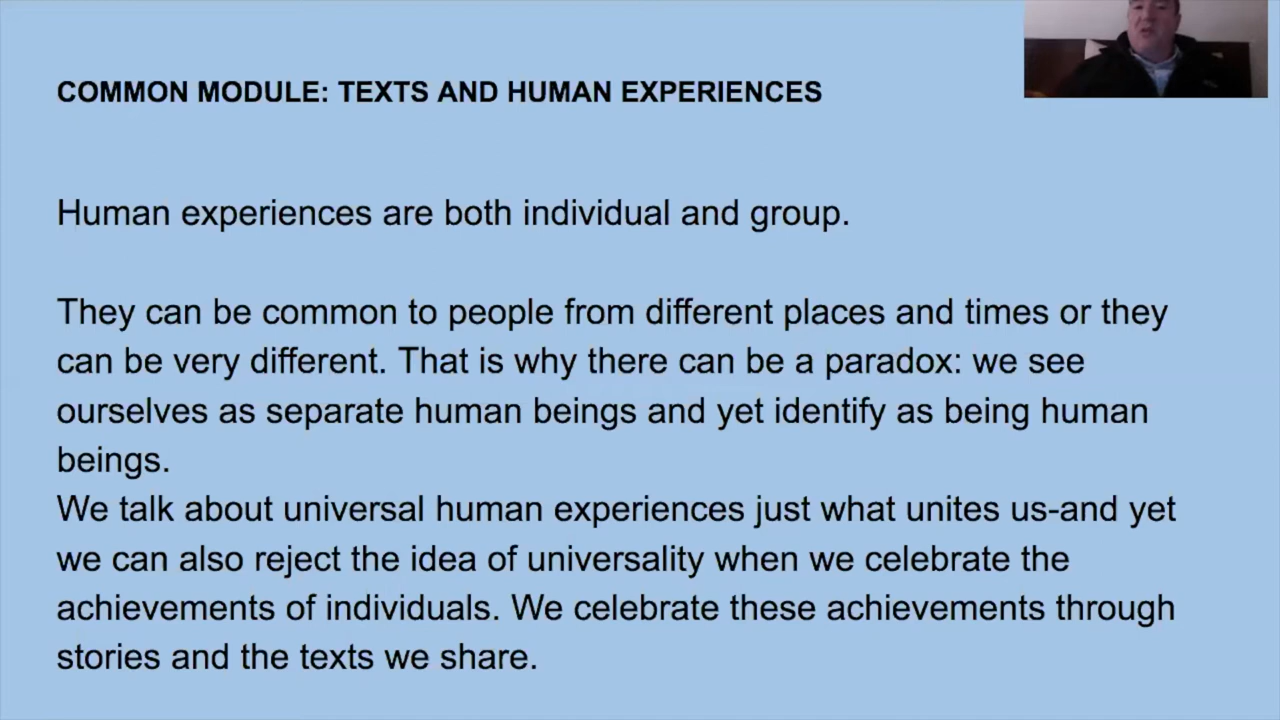 COMMON MODULE: TEXTS AND HUMAN EXPERIENCES
Human experiences are both individual and group.
They can be common to people from different places and times or they
can be very different. That is why there can be a paradox: we see
ourselves as separate human beings and yet identify as being human
beings.
We talk about universal human experiences just what unites us-and yet
we can also reject the idea of universality when we celebrate the
achievements of individuals. We celebrate these achievements through
stories and the texts we share.